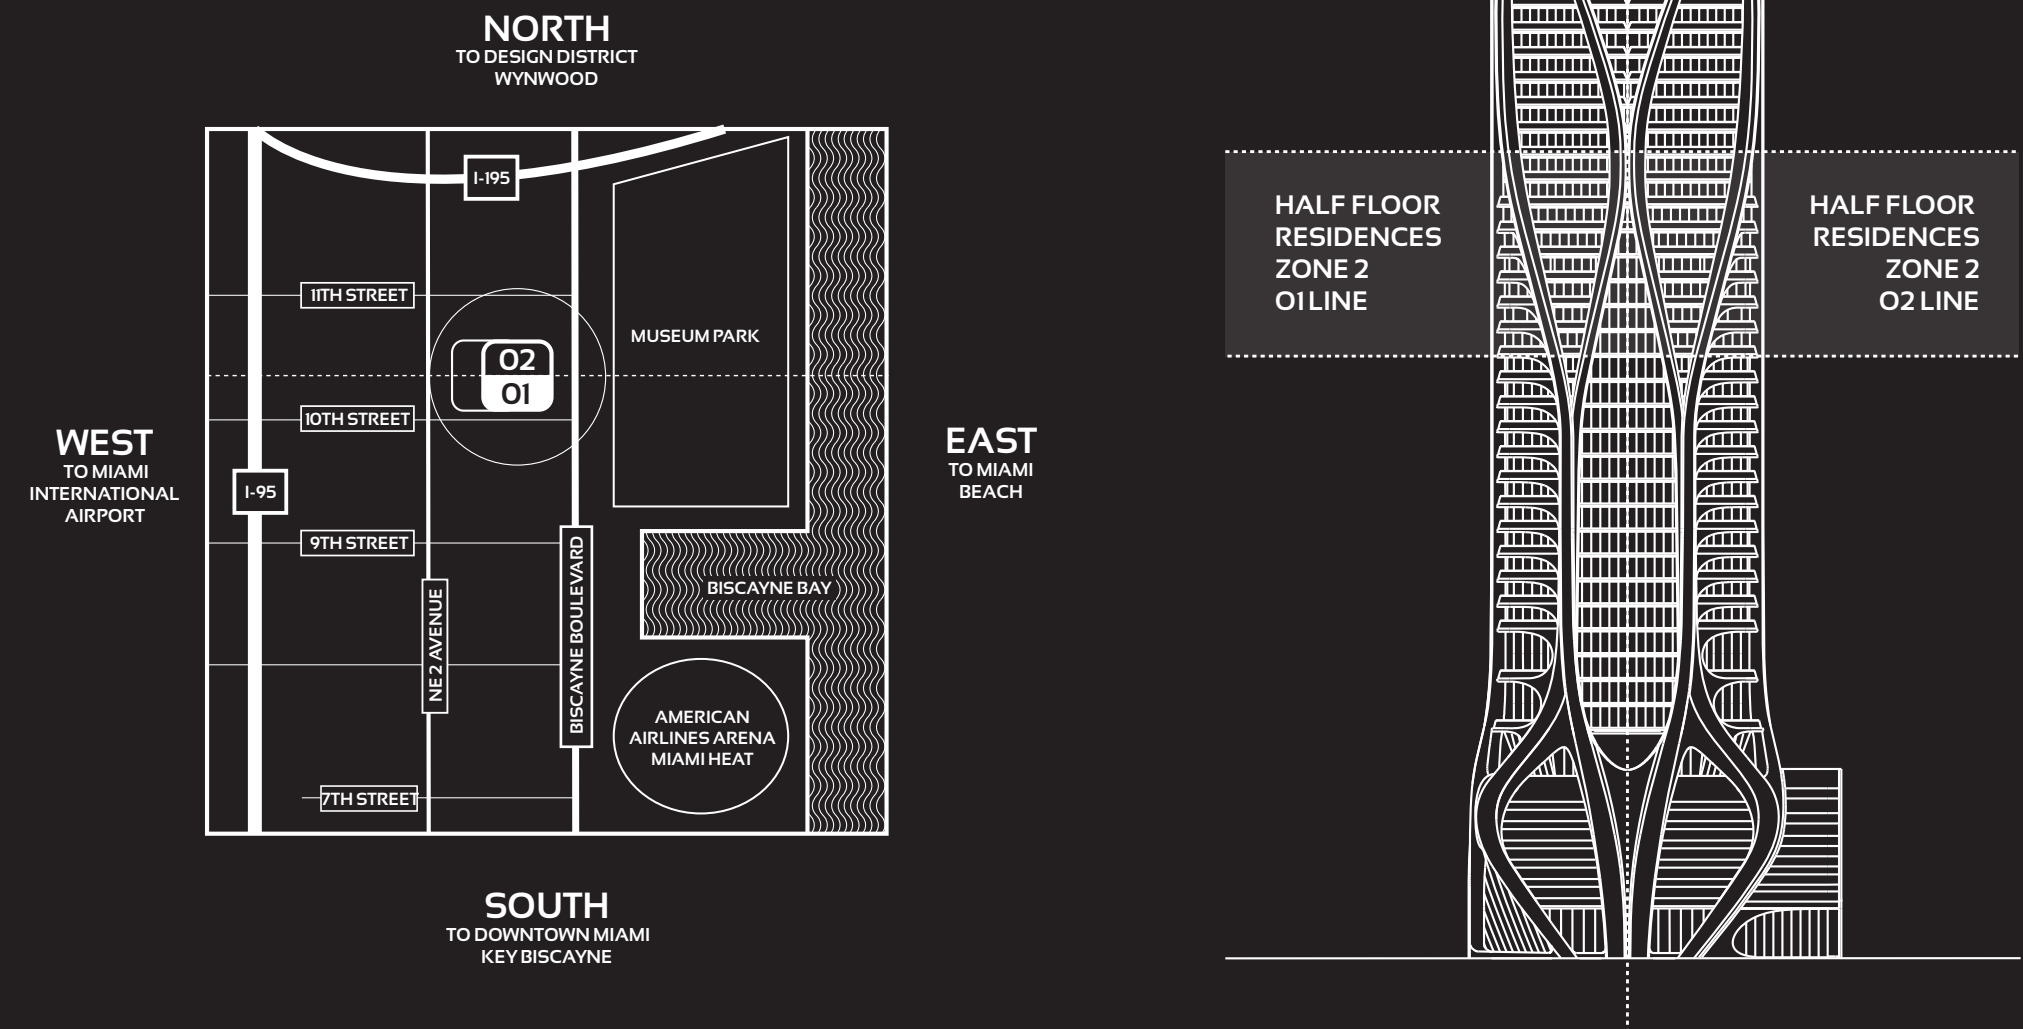 NORTH
TO DESIGN DISTRICT
WYNWOOD
I-195
11TH STREET
MUSEUM PARK
02
01
10TH STREET
WEST
TO MIAMI
INTERNATIONAL
AIRPORT
I-95
EAST
TO MIAMI
BEACH
9TH STREET
BISCAYNE BOULEVARD
NE 2 AVENUE
BISCAYNE BAY
AMERICAN
AIRLINES ARENA
MIAMI HEAT
7TH STREET
SOUTH
TO DOWNTOWN MIAMI
KEY BISCAYNE
HALF FLOOR
RESIDENCES
ZONE 2
01 LINE
HALF FLOOR
RESIDENCES
ZONE 2
02 LINE